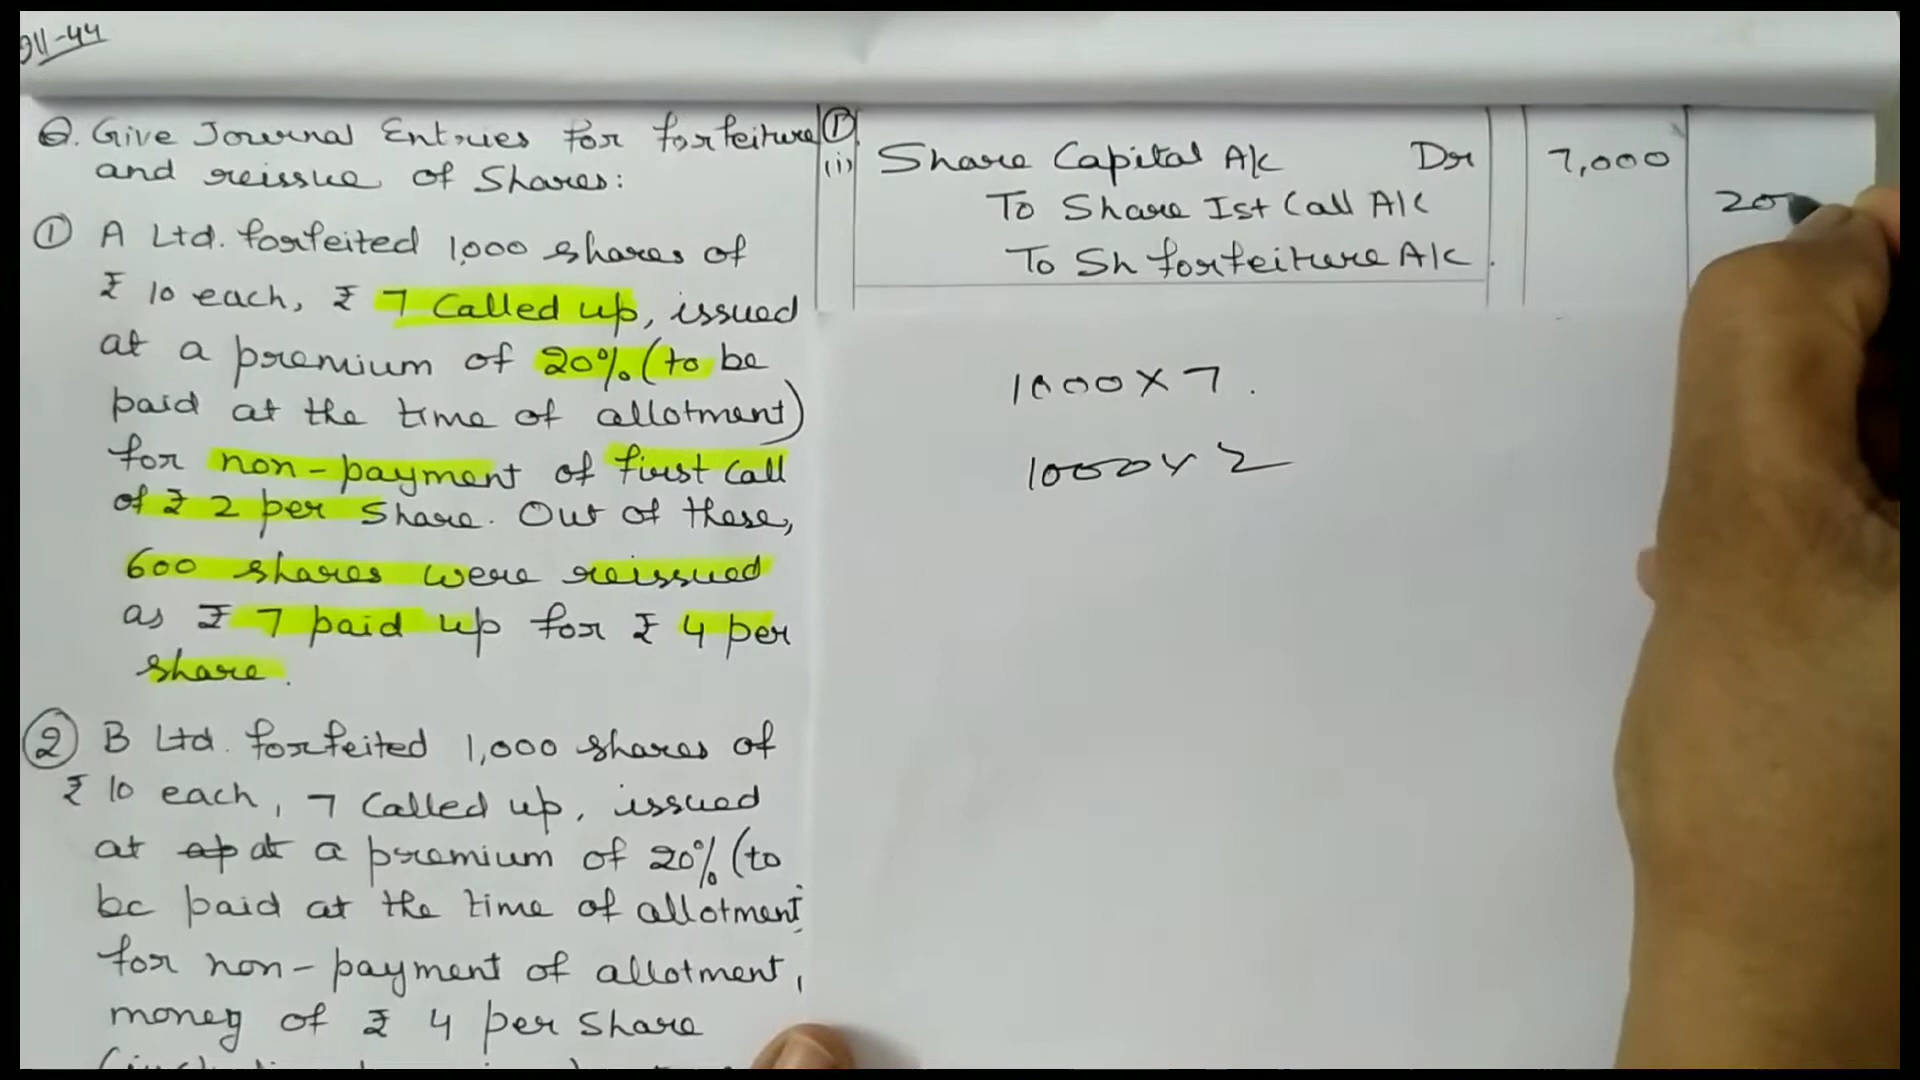 Q. Give Journal Entries for forfeiture
and reissue of Shares:
① A Ltd. forfeited 1,000 shares of
₹ 10 each, ₹ 7 Called up, issued
at a premium of 20% (to be
paid at the time of allotment)
for non-payment of first call
of ₹ 2 per share. Out of these,
600 shares were reissued
as ₹ 7 paid up for ₹ 4 per
share.
② B Ltd. forfeited 1,000 shares of
₹ 10 each, 7 Called up, issued
at a premium of 20% (to
be paid at the time of allotment
for non-payment of allotment,
money of ₹ 4 per share
①
(i) Share Capital A/c Dr 7,000
To Share Ist Call A/c 20
To Sh forfeiture A/c.
1000 X 7.
1000 x 2